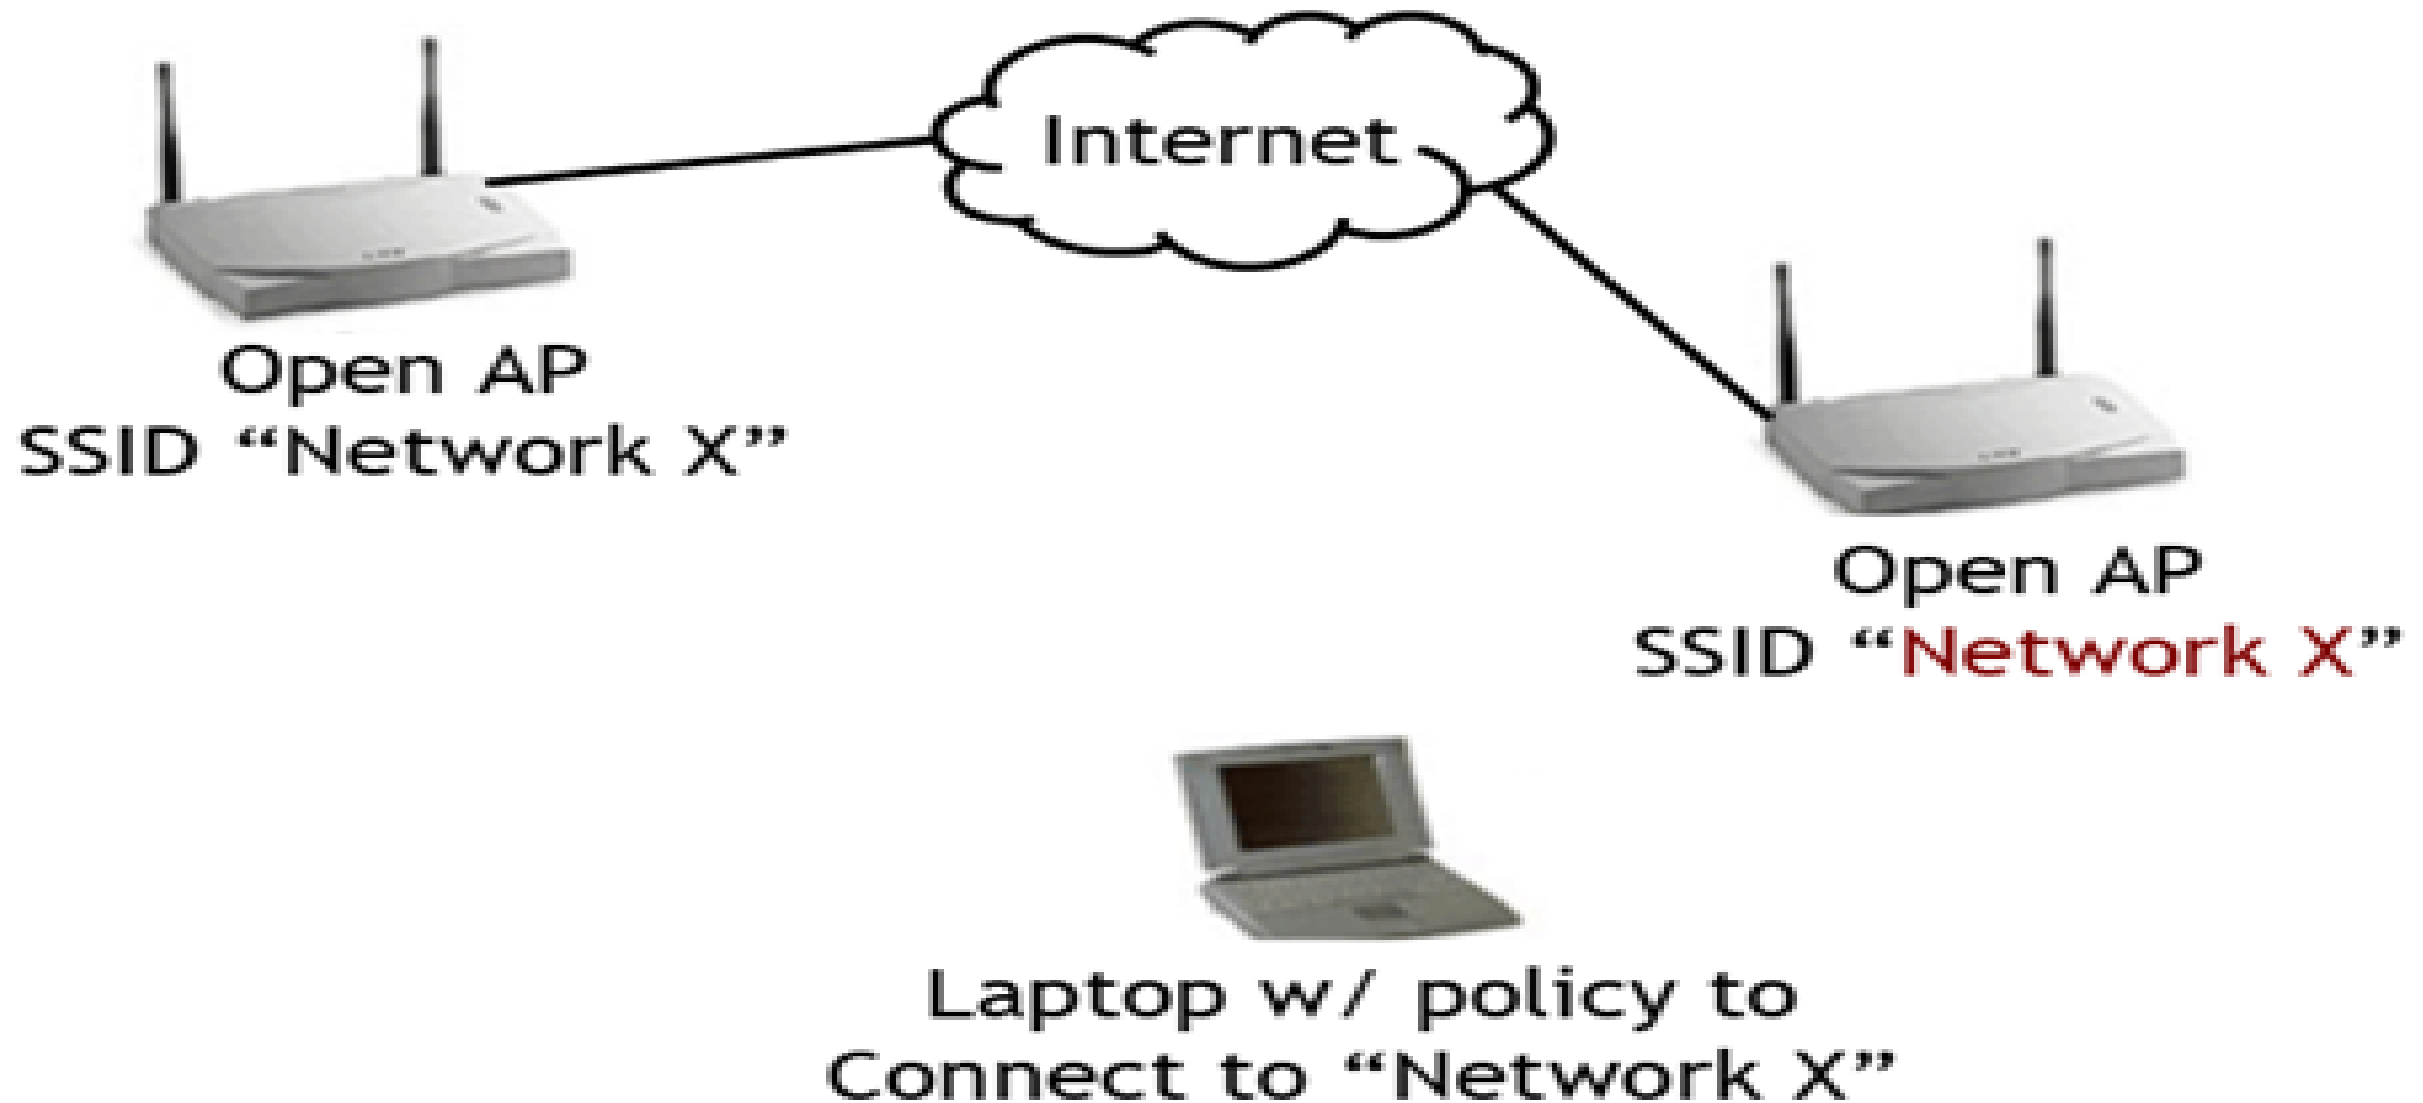 Internet
Open AP
SSID “Network X”
Open AP
SSID “Network X”
Laptop w/ policy to
Connect to “Network X”